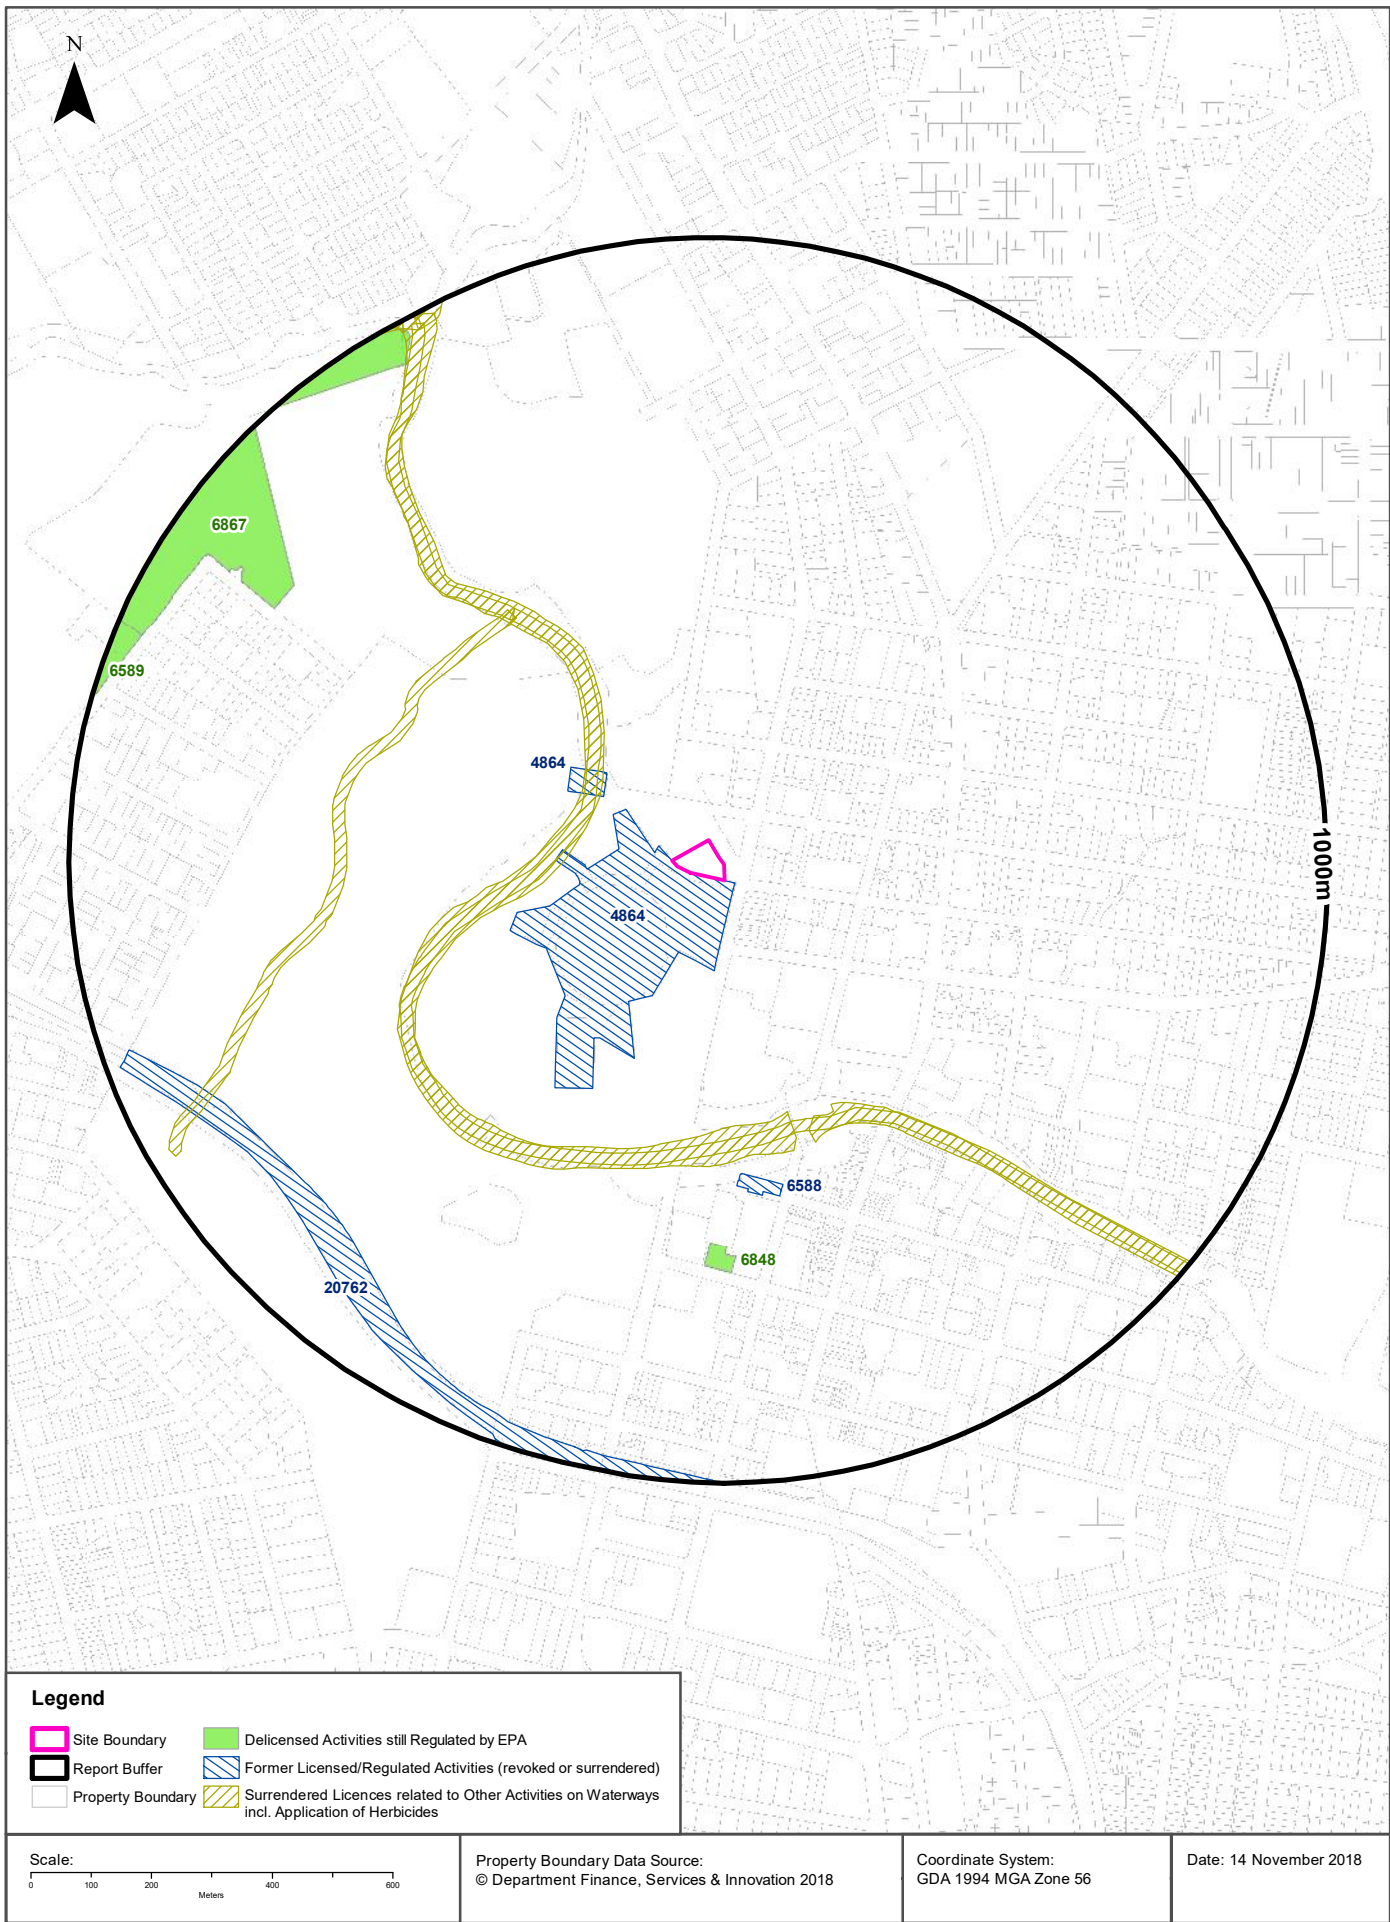 N
6867
6589
4864
1000m
4864
6588
6848
20762
Legend
Site Boundary
Delicensed Activities still Regulated by EPA
Report Buffer
Former Licensed/Regulated Activities (revoked or surrendered)
Property Boundary
Surrendered Licences related to Other Activities on Waterways
incl. Application of Herbicides
Scale:
0 100 200 400 600
Meters
Property Boundary Data Source:
© Department Finance, Services & Innovation 2018
Coordinate System:
GDA 1994 MGA Zone 56
Date: 14 November 2018